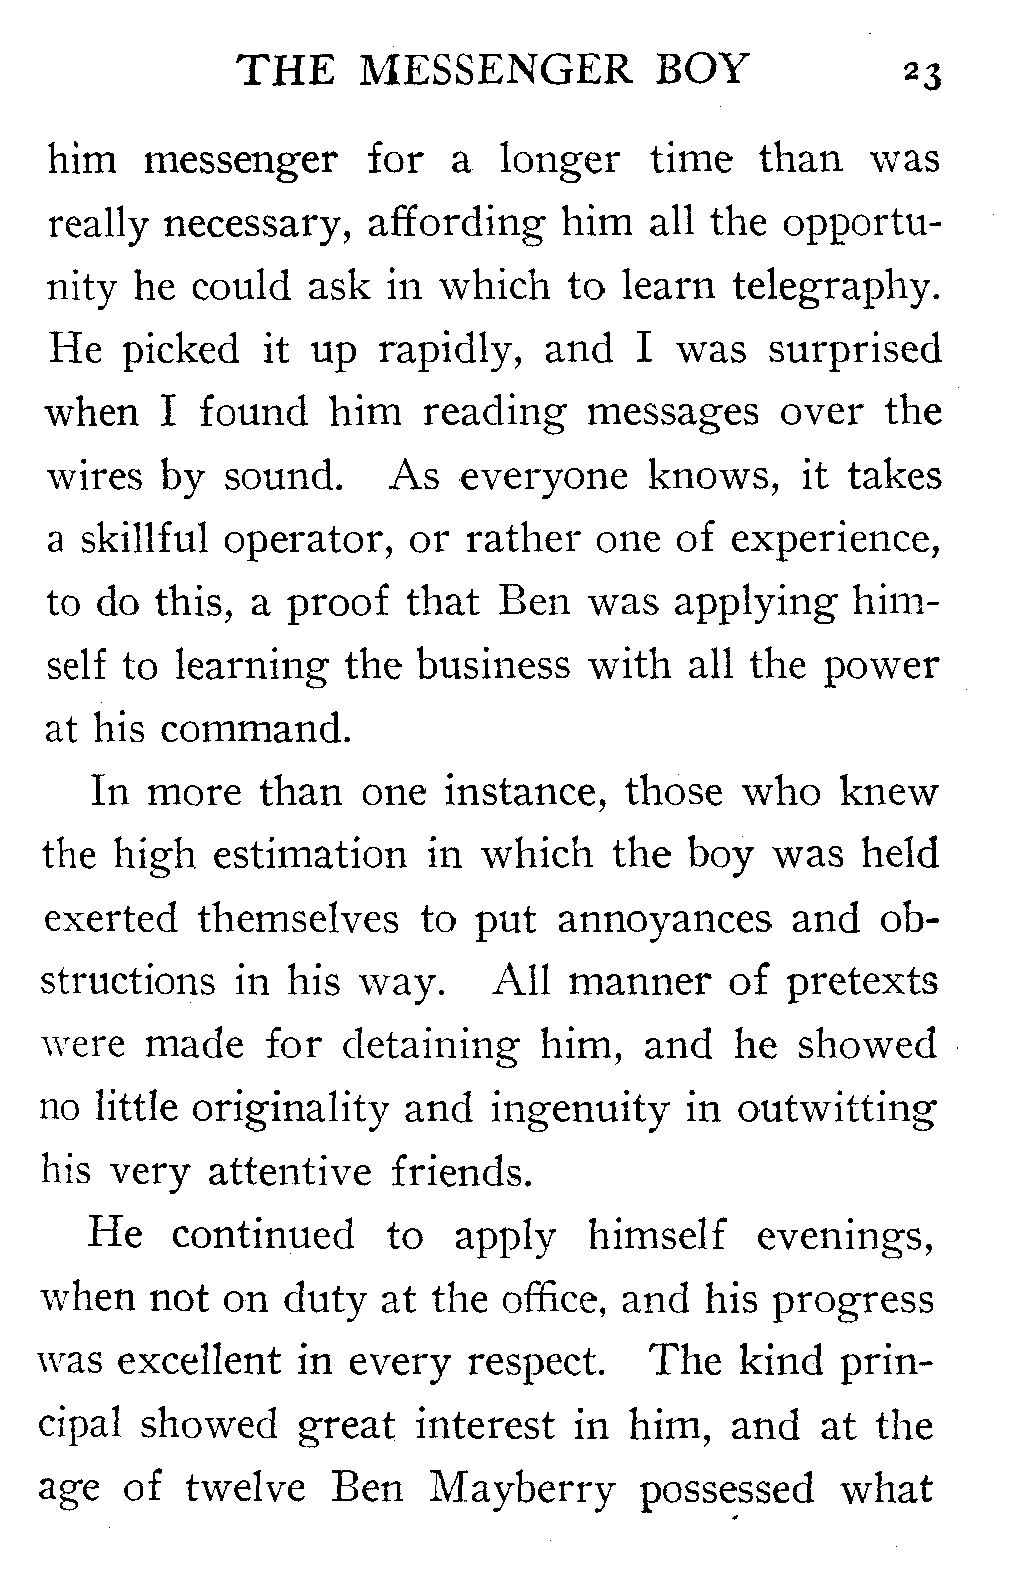 THE MESSENGER BOY 23
him messenger for a longer time than was
really necessary, affording him all the opportu-
nity he could ask in which to learn telegraphy.
He picked it up rapidly, and I was surprised
when I found him reading messages over the
wires by sound. As everyone knows, it takes
a skillful operator, or rather one of experience,
to do this, a proof that Ben was applying him-
self to learning the business with all the power
at his command.
In more than one instance, those who knew
the high estimation in which the boy was held
exerted themselves to put annoyances and ob-
structions in his way. All manner of pretexts
were made for detaining him, and he showed
no little originality and ingenuity in outwitting
his very attentive friends.
He continued to apply himself evenings,
when not on duty at the office, and his progress
was excellent in every respect. The kind prin-
cipal showed great interest in him, and at the
age of twelve Ben Mayberry possessed what